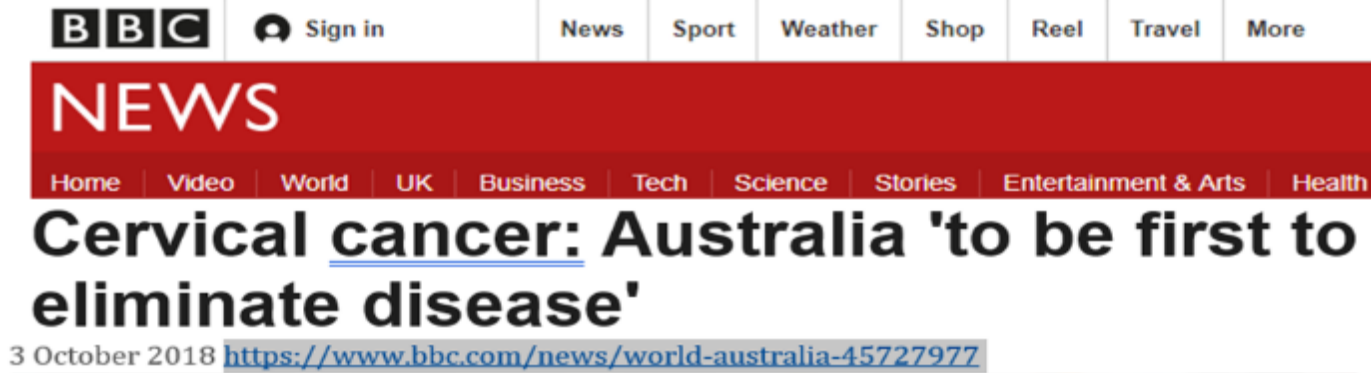 BBC Sign in News Sport Weather Shop Reel Travel More
NEWS
Home Video World UK Business Tech Science Stories Entertainment & Arts Health
Cervical cancer: Australia 'to be first to
eliminate disease'
3 October 2018 https://www.bbc.com/news/world-australia-45727977